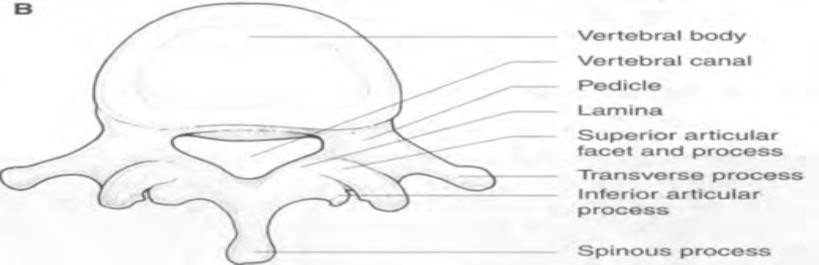 B
Vertebral body
Vertebral canal
Pedicle
Lamina
Superior articular
facet and process
Transverse process
Inferior articular
process
Spinous process